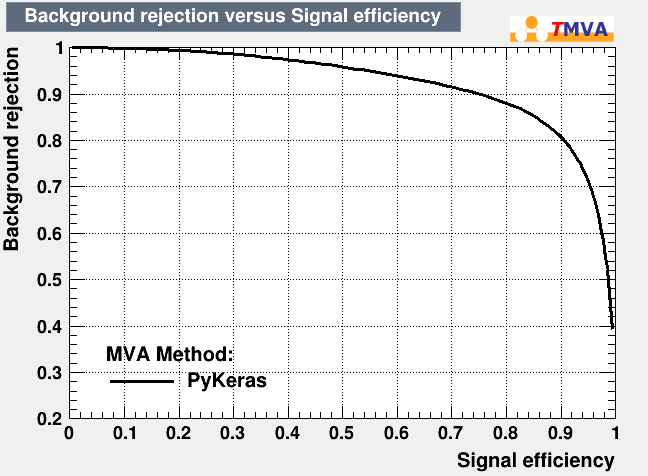 Background rejection versus Signal efficiency
TMVA
Background rejection
1
0.9
0.8
0.7
0.6
0.5
0.4
0.3
0.2
MVA Method:
PyKeras
0 0.1 0.2 0.3 0.4 0.5 0.6 0.7 0.8 0.9 1
Signal efficiency